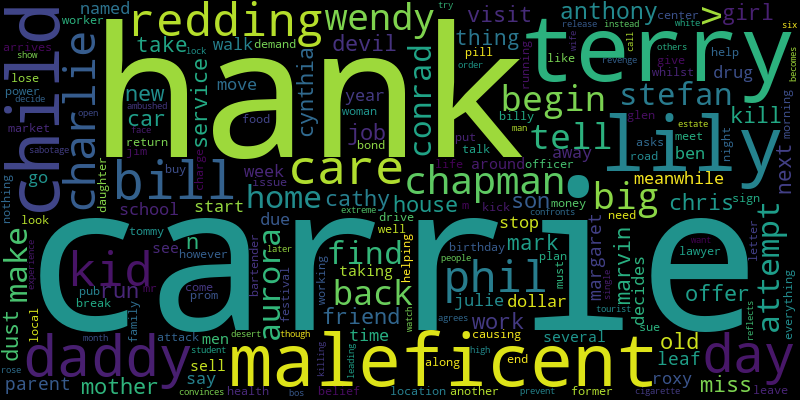 hank
carrie
maleficent
terry
lily
child
daddy
redding
wendy
bill
phil
kid
big
day
care
chapman
charlie
stefan
anthony
begin
tell
find
back
home
aurora
conrad
make
attempt
kill
visit
girl
>
devil
thing
take
walk
service
new
car
job
move
cynthia
year
son
house
cathy
chris
next
meanwhile
offer
dollar
work
old
leaf
miss
roxy
mark
stop
julie
friend
marvin
margaret
decides
ben
away
pill
drug
week
school
start
due
see
n
run
go
dust
parent
mother
local
sell
say
men
time
taking
several
causing
named
worker
arrives
show
lose
power
decide
market
ambushed
face
return
jim
open
buy
tommy
sabotage
nothing
look
daughter
issue
charge
food
woman
bond
bartender
however
come
prom
pub
break
family
month
attack
student
rose
experience
mr
festival
later
working
extreme
drive
well
helping
watch
people
birthday
agrees
money
plan
must
officer
life
around
put
talk
billy
man
running
like
whilst
give
glen
meet
road
asks
night
morning
estate
sign
letter
need
lawyer
confronts
want
single
sue
reflects
everything
tourist
health
killing
belief
leading
desert
though
along
location
another
end
high
prevent
former
cigarette
convinces
bos
leave
try
release
instead
white
six
center
call
others
becomes
demand
order
wife
revenge
help
lock
kick
m